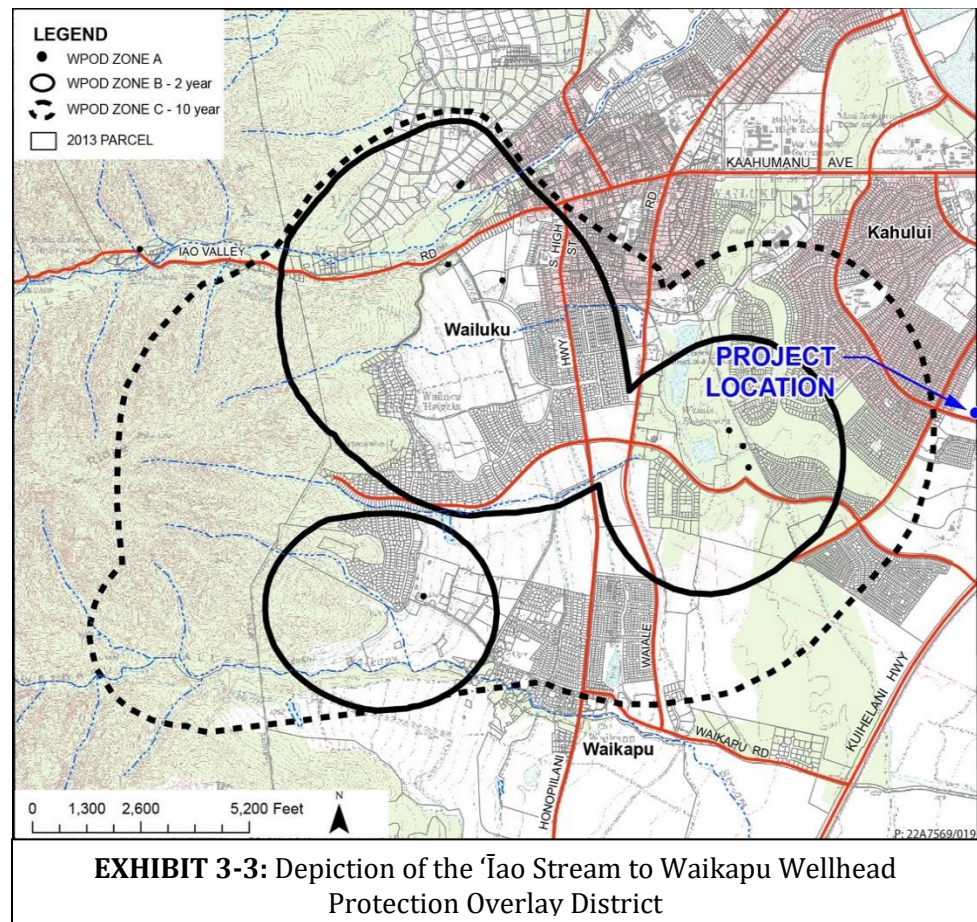 LEGEND
WPOD ZONE A
WPOD ZONE B - 2 year
WPOD ZONE C - 10 year
2013 PARCEL
KAAHUMANU AVE
Kahului
IAO VALLEY
RD
S. HIGH
ST
RD
Wailuku
HWY
PROJECT
LOCATION
WAIALE
KUIHELANI HWY
WAIKAPU RD
Waikapu
HONOPIILANI
0 1,300 2,600 5,200 Feet
N
P: 22A7569/019
EXHIBIT 3-3: Depiction of the ʻĪao Stream to Waikapu Wellhead
Protection Overlay District